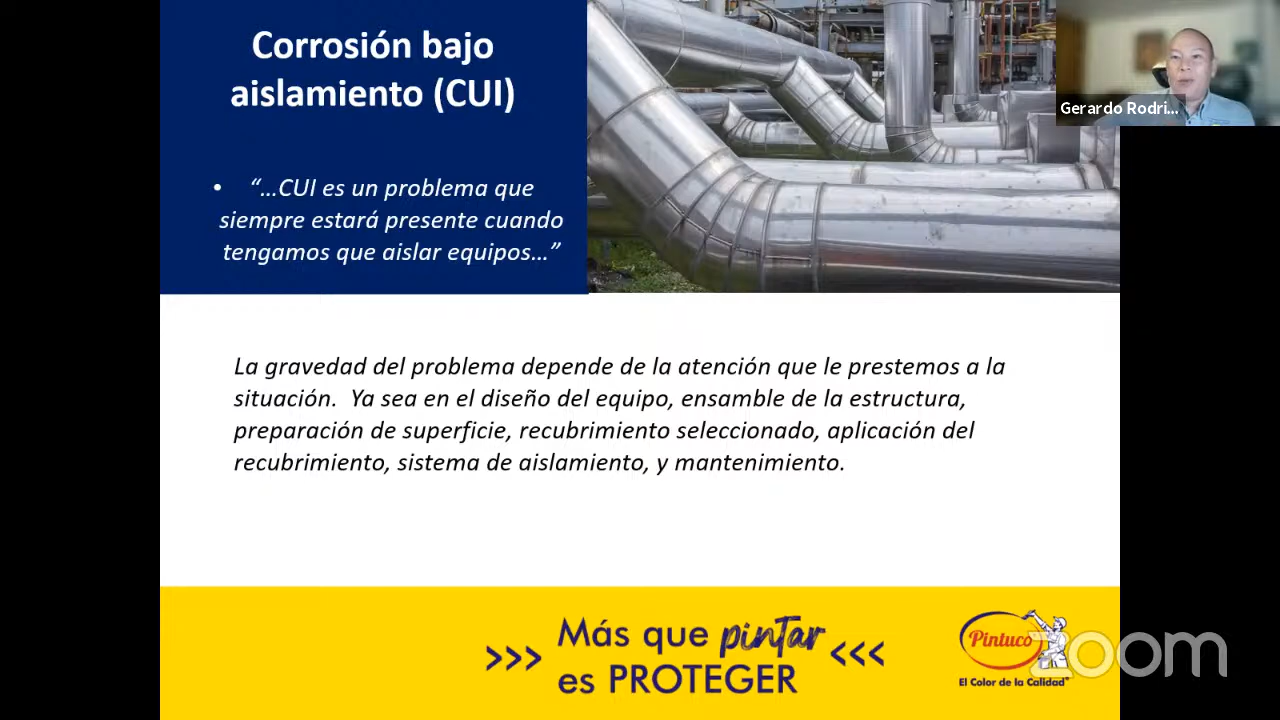 Corrosión bajo
aislamiento (CUI)
Gerardo Rodri...
• “...CUI es un problema que
siempre estará presente cuando
tengamos que aislar equipos...”
La gravedad del problema depende de la atención que le prestemos a la
situación. Ya sea en el diseño del equipo, ensamble de la estructura,
preparación de superficie, recubrimiento seleccionado, aplicación del
recubrimiento, sistema de aislamiento, y mantenimiento.
>>> Más que pintar <<<
es PROTEGER
Pintuco
El Color de la Calidad®
zoom